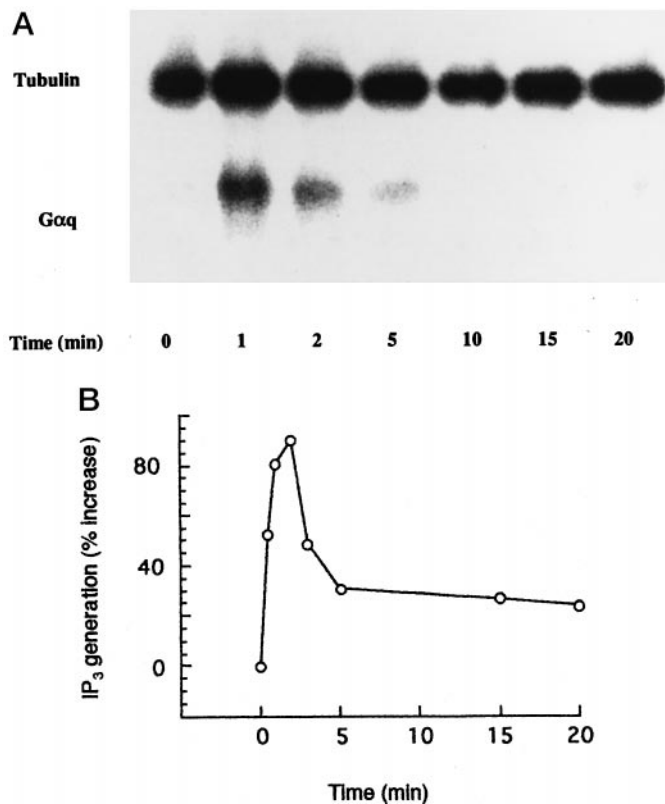 A
Tubulin
Gαq
Time (min) 0 1 2 5 10 15 20
B
IP₃ generation (% increase)
80
40
0
0 5 10 15 20
Time (min)